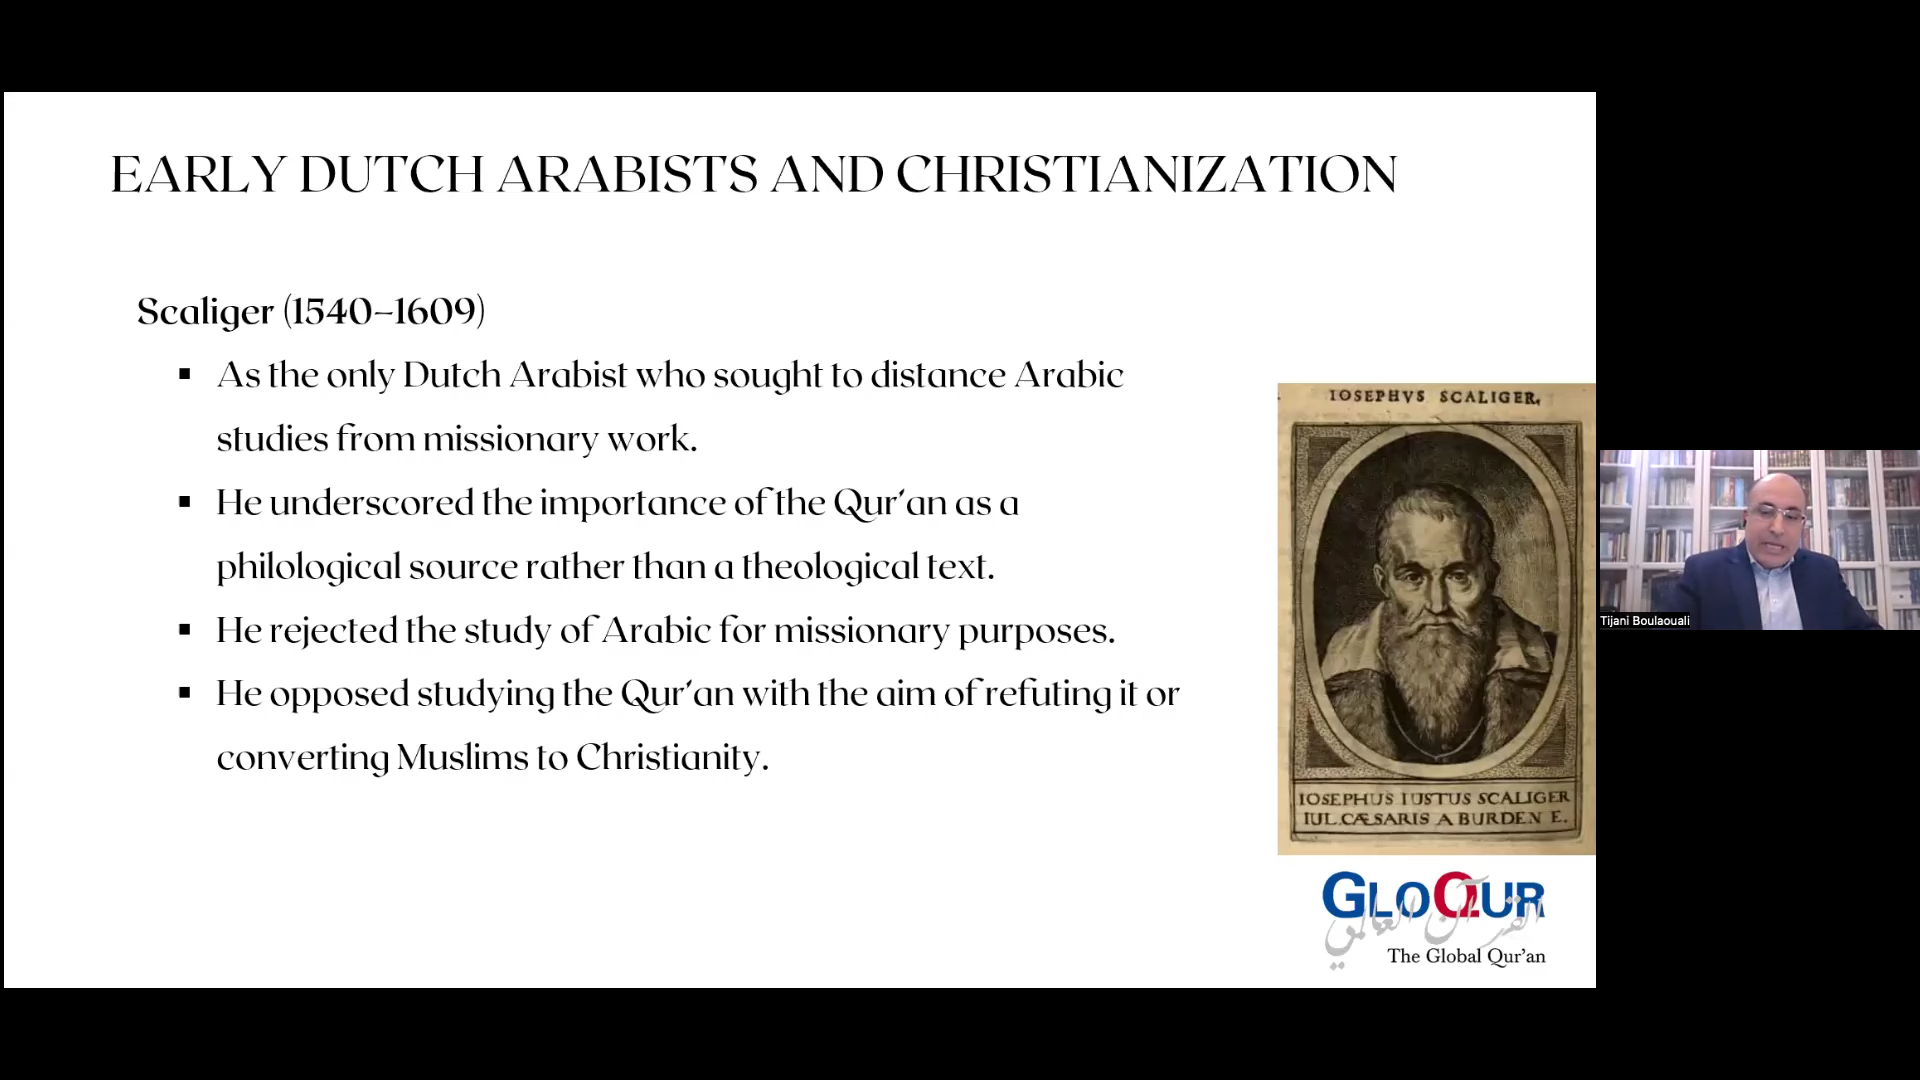 EARLY DUTCH ARABISTS AND CHRISTIANIZATION
Scaliger (1540–1609)
▪ As the only Dutch Arabist who sought to distance Arabic
studies from missionary work.
▪ He underscored the importance of the Qur'an as a
philological source rather than a theological text.
▪ He rejected the study of Arabic for missionary purposes.
▪ He opposed studying the Qur'an with the aim of refuting it or
converting Muslims to Christianity.
IOSEPHVS SCALIGER.
IOSEPHUS IUSTUS SCALIGER
IUL.CÆSARIS A BURDEN E.
GLOQUR
القرآن العالمي
The Global Qur'an
Tijani Boulaouali